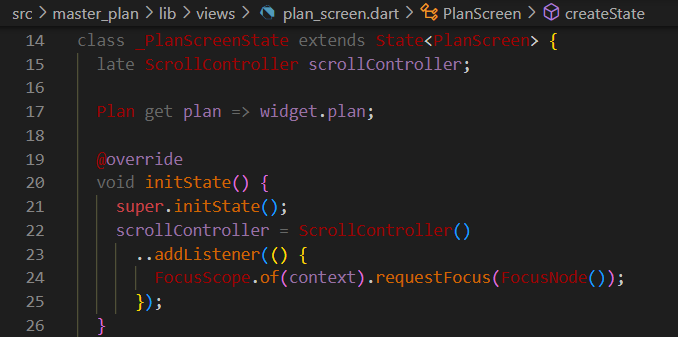 src > master_plan > lib > views > plan_screen.dart > PlanScreen > createState
14 class _PlanScreenState extends State<PlanScreen> {
15 late ScrollController scrollController;
16
17 Plan get plan => widget.plan;
18
19 @override
20 void initState() {
21 super.initState();
22 scrollController = ScrollController()
23 ..addListener(() {
24 FocusScope.of(context).requestFocus(FocusNode());
25 });
26 }